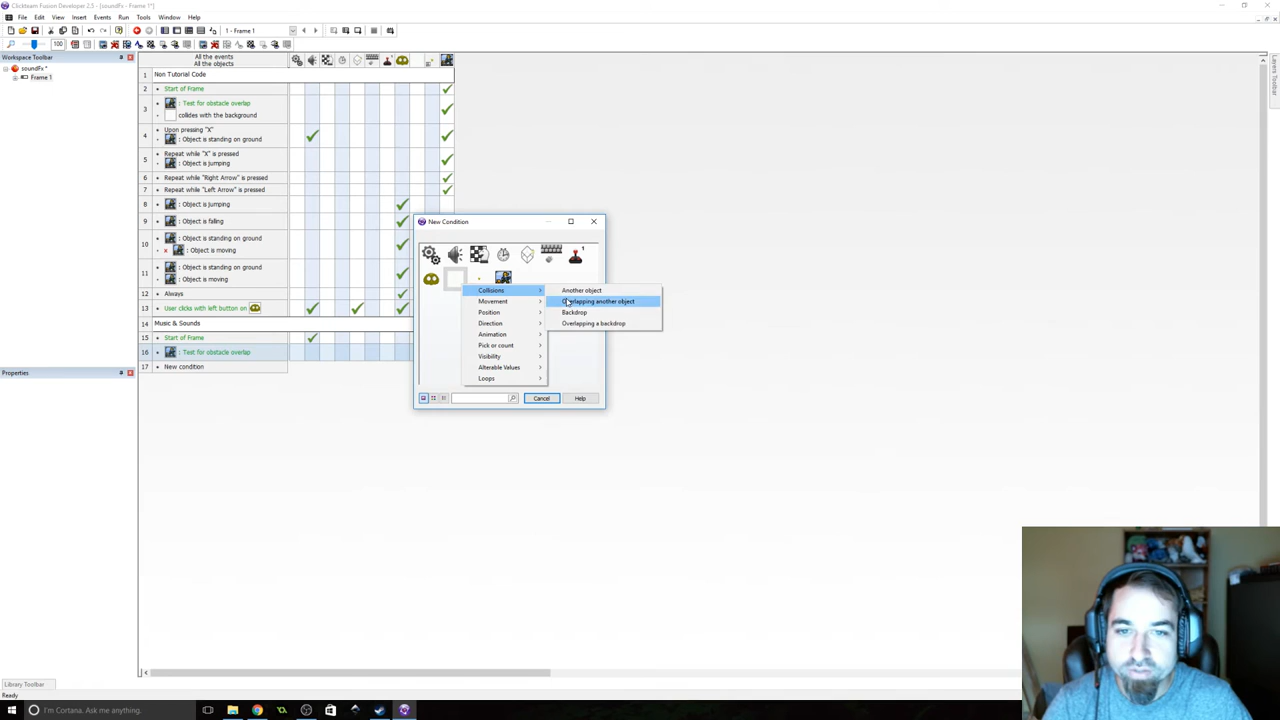 Clickteam Fusion Developer 2.5 - [soundFx - Frame 1*]
File Edit View Insert Events Run Tools Window Help
1 - Frame 1
100
Workspace Toolbar
soundFx *
Frame 1
Properties
Library Toolbar
Ready
Layers Toolbar
All the events
All the objects
1 Non Tutorial Code
2 • Start of Frame
3 • : Test for obstacle overlap
• collides with the background
4 • Upon pressing "X"
• : Object is standing on ground
5 • Repeat while "X" is pressed
• : Object is jumping
6 • Repeat while "Right Arrow" is pressed
7 • Repeat while "Left Arrow" is pressed
8 • : Object is jumping
9 • : Object is falling
10 • : Object is standing on ground
• X : Object is moving
11 • : Object is standing on ground
• : Object is moving
12 • Always
13 • User clicks with left button on
14 Music & Sounds
15 • Start of Frame
16 • : Test for obstacle overlap
17 • New condition
New Condition
1
Collisions
Movement
Position
Direction
Animation
Pick or count
Visibility
Alterable Values
Loops
Another object
Overlapping another object
Backdrop
Overlapping a backdrop
Cancel
Help
I'm Cortana. Ask me anything.